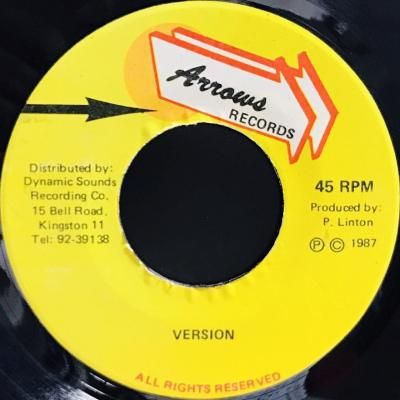 Arrows
RECORDS
Distributed by:
Dynamic Sounds
Recording Co.
15 Bell Road,
Kingston 11
Tel: 92-39138
45 RPM
Produced by:
P. Linton
Ⓟ © 1987
VERSION
ALL RIGHTS RESERVED